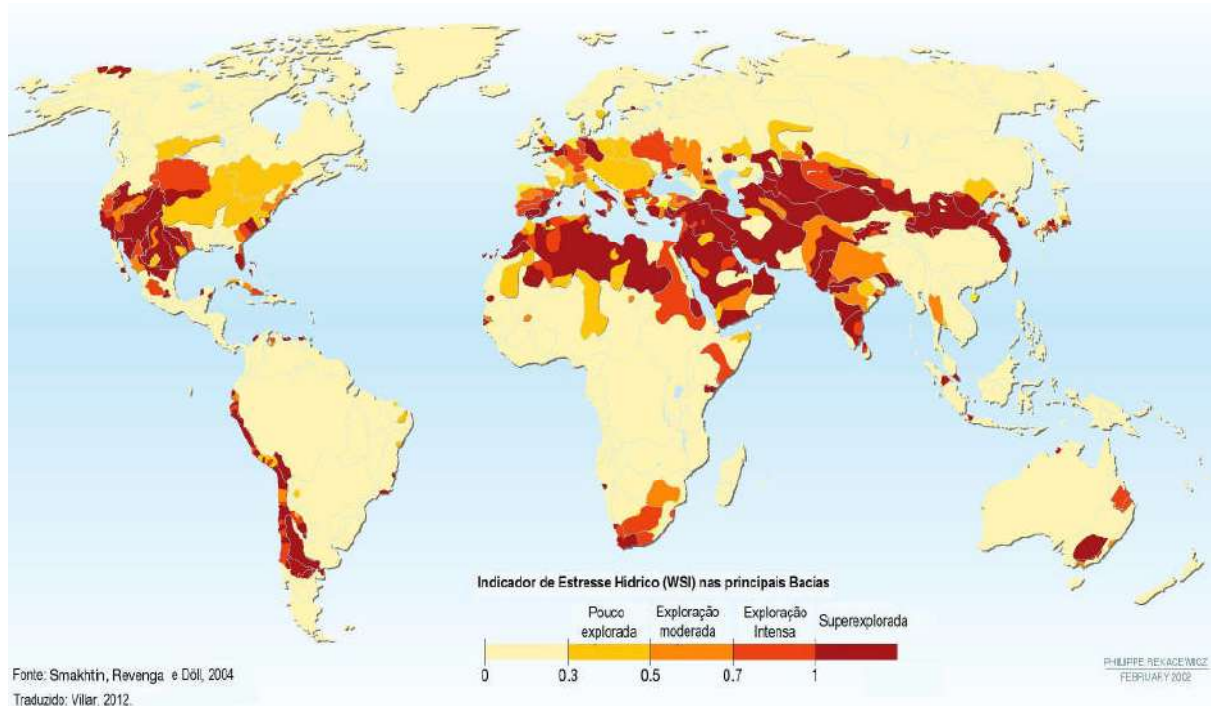 Indicador de Estresse Hídrico (WSI) nas principais Bacias
Pouco explorada
Exploração moderada
Exploração Intensa
Superexplorada
0 0.3 0.5 0.7 1
PHILIPPE REKACEWICZ
FEBRUARY 2002
Fonte: Smakhtin, Revenga e Döll, 2004
Traduzido: Villar, 2012.